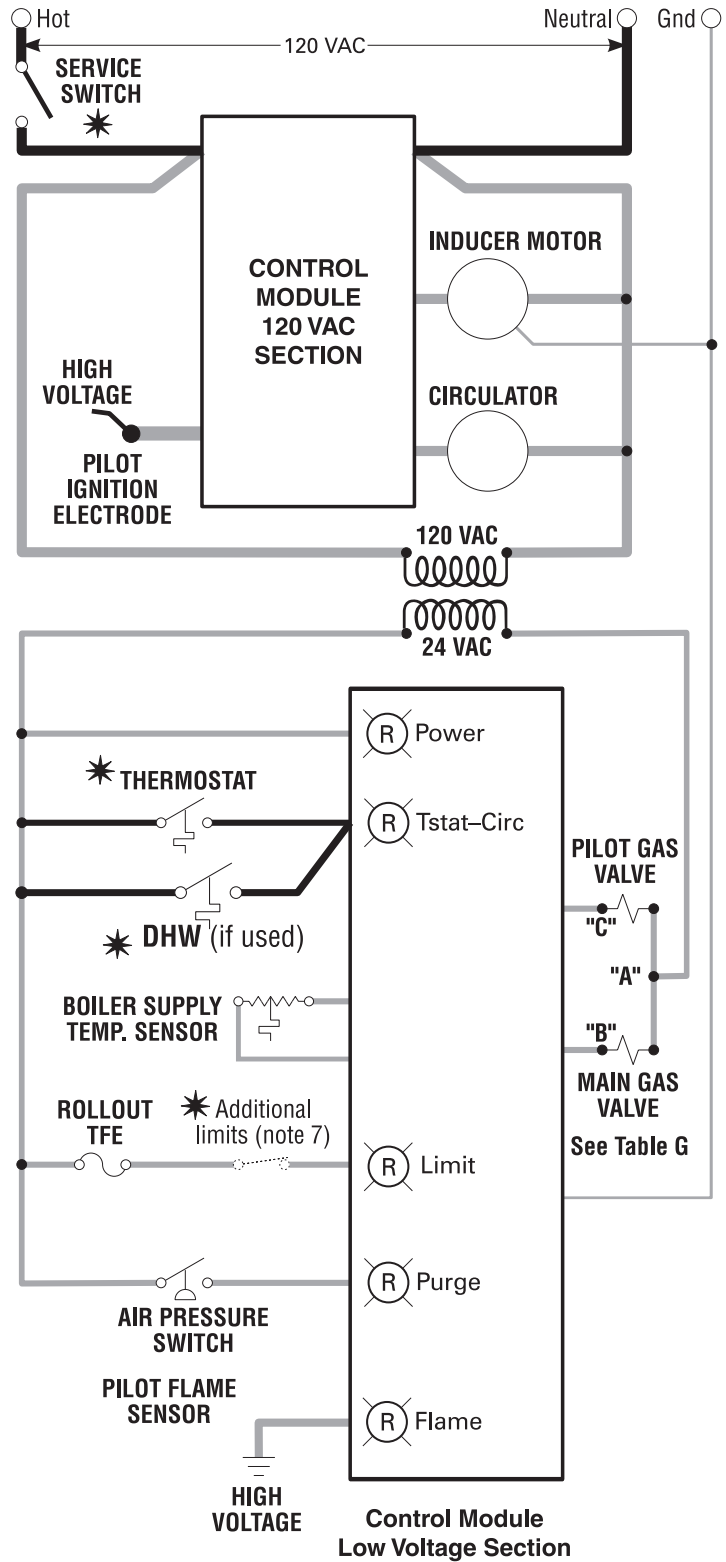 Hot
Neutral
Gnd
120 VAC
SERVICE
SWITCH
CONTROL
MODULE
120 VAC
SECTION
INDUCER MOTOR
HIGH
VOLTAGE
PILOT
IGNITION
ELECTRODE
CIRCULATOR
120 VAC
24 VAC
R Power
THERMOSTAT
R Tstat–Circ
DHW (if used)
PILOT GAS
VALVE
"C"
"A"
"B"
MAIN GAS
VALVE
See Table G
BOILER SUPPLY
TEMP. SENSOR
ROLLOUT
TFE
Additional
limits (note 7)
R Limit
R Purge
AIR PRESSURE
SWITCH
PILOT FLAME
SENSOR
R Flame
HIGH
VOLTAGE
Control Module
Low Voltage Section